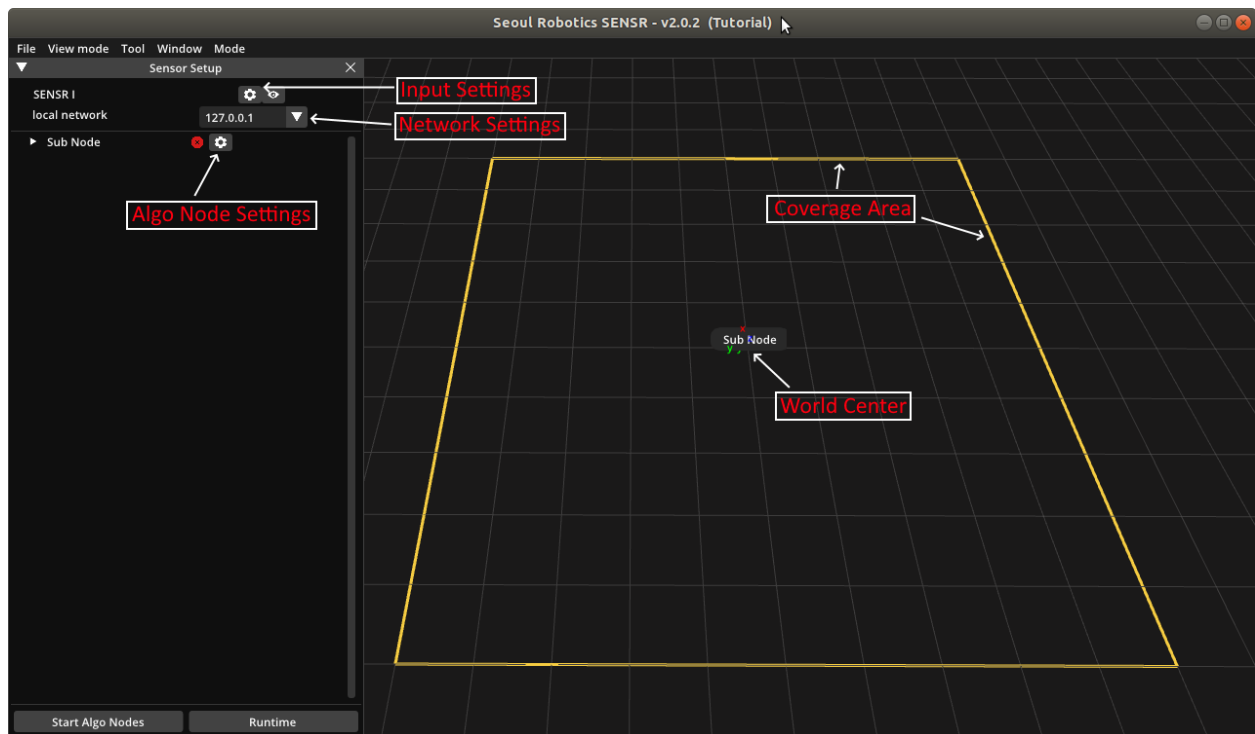 Seoul Robotics SENSR - v2.0.2 (Tutorial)
File View mode Tool Window Mode
Sensor Setup
SENSR I
Input Settings
local network 127.0.0.1
Network Settings
Sub Node
Algo Node Settings
Coverage Area
x
Sub Node
y
World Center
Start Algo Nodes Runtime